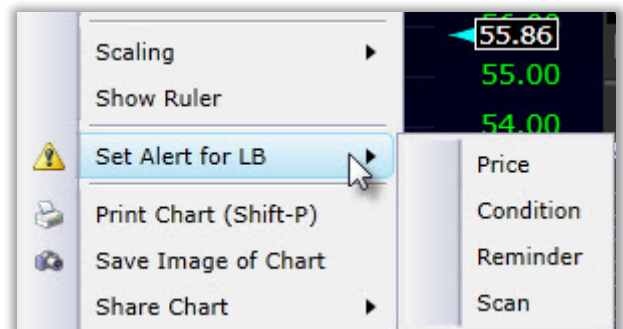 Scaling
Show Ruler
Set Alert for LB
Print Chart (Shift-P)
Save Image of Chart
Share Chart
55.86
55.00
54.00
Price
Condition
Reminder
Scan